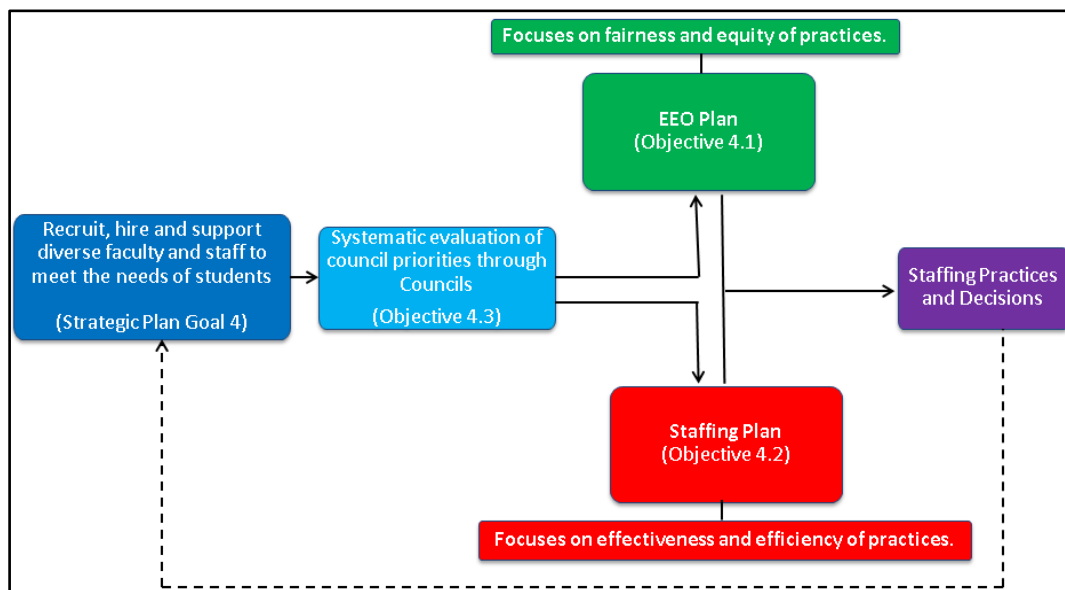 Focuses on fairness and equity of practices.
EEO Plan
(Objective 4.1)
Recruit, hire and support
diverse faculty and staff to
meet the needs of students
(Strategic Plan Goal 4)
Systematic evaluation of
council priorities through
Councils
(Objective 4.3)
Staffing Practices
and Decisions
Staffing Plan
(Objective 4.2)
Focuses on effectiveness and efficiency of practices.